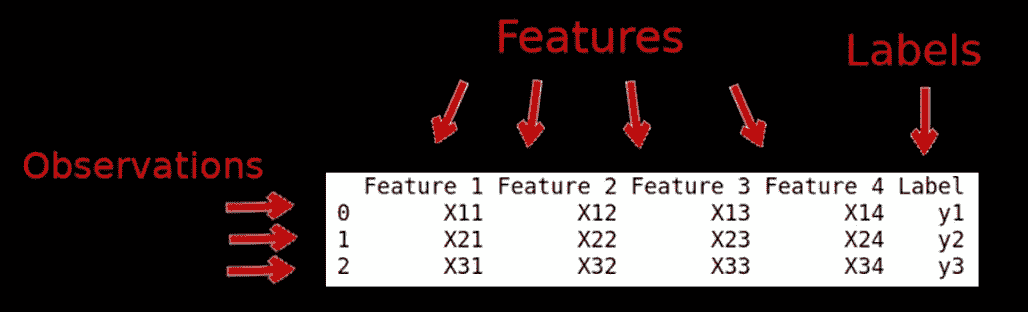 Features
Labels
Observations
Feature 1 Feature 2 Feature 3 Feature 4 Label
0 X11 X12 X13 X14 y1
1 X21 X22 X23 X24 y2
2 X31 X32 X33 X34 y3